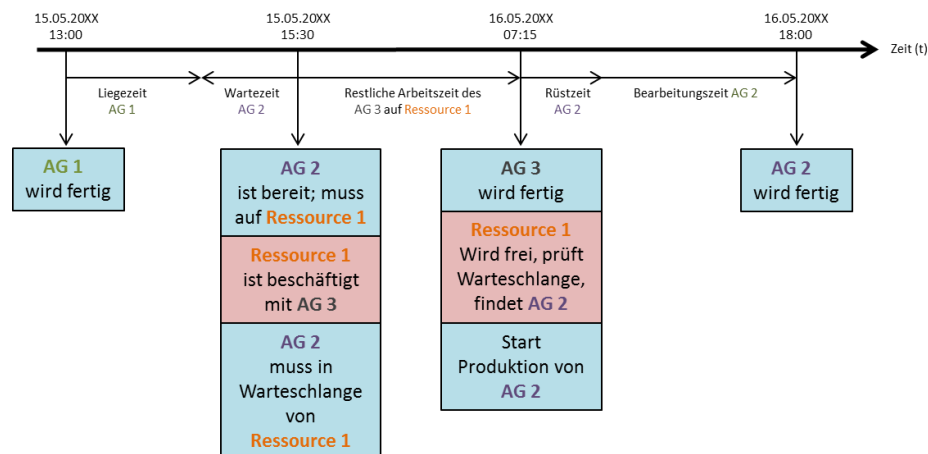 15.05.20XX
13:00
15.05.20XX
15:30
16.05.20XX
07:15
16.05.20XX
18:00
Zeit (t)
Liegezeit
AG 1
Wartezeit
AG 2
Restliche Arbeitszeit des
AG 3 auf Ressource 1
Rüstzeit
AG 2
Bearbeitungszeit AG 2
AG 1
wird fertig
AG 2
ist bereit; muss
auf Ressource 1
Ressource 1
ist beschäftigt
mit AG 3
AG 2
muss in
Warteschlange
von
Ressource 1
AG 3
wird fertig
Ressource 1
Wird frei, prüft
Warteschlange,
findet AG 2
Start
Produktion von
AG 2
AG 2
wird fertig